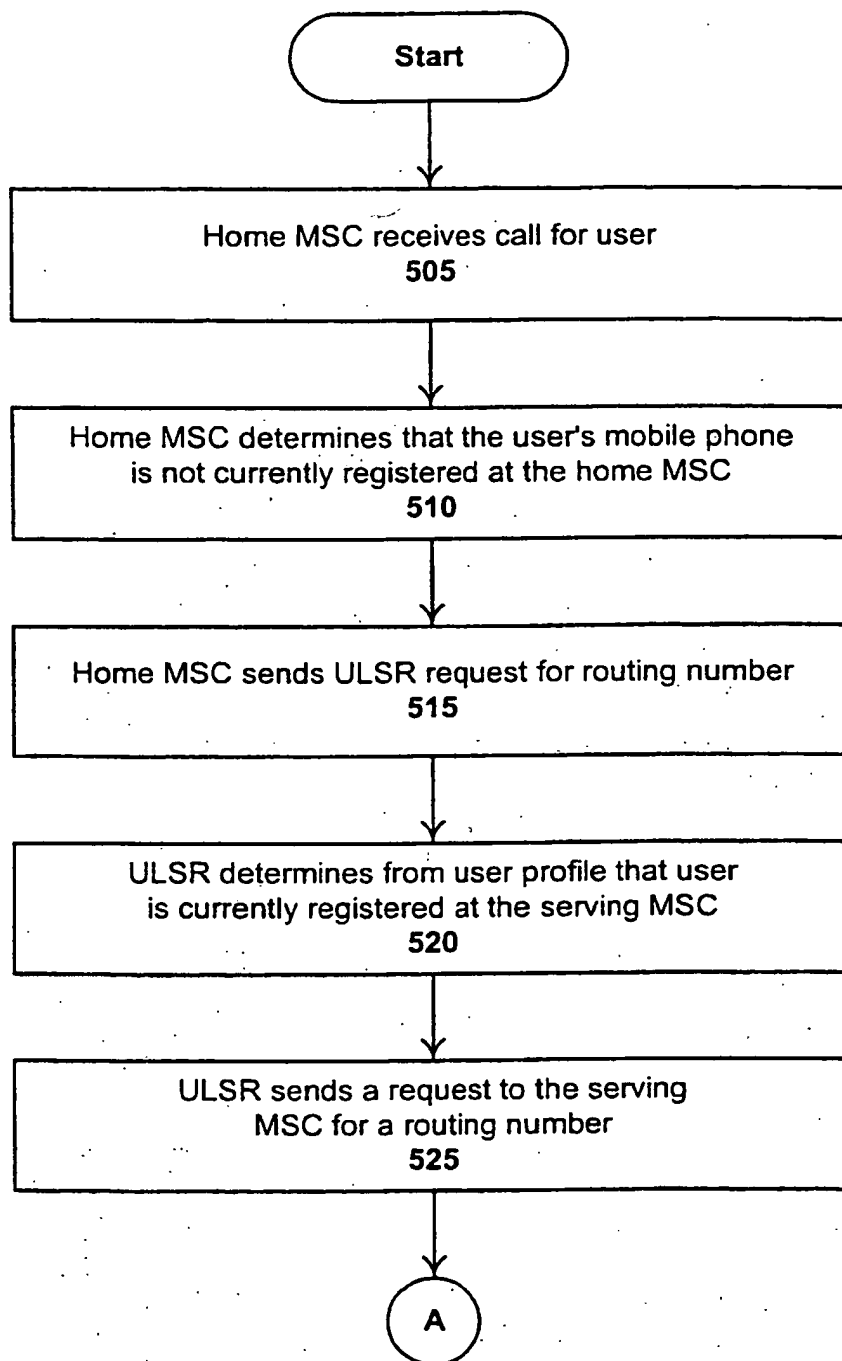 Start
Home MSC receives call for user
505
Home MSC determines that the user's mobile phone
is not currently registered at the home MSC
510
Home MSC sends ULSR request for routing number
515
ULSR determines from user profile that user
is currently registered at the serving MSC
520
ULSR sends a request to the serving
MSC for a routing number
525
A